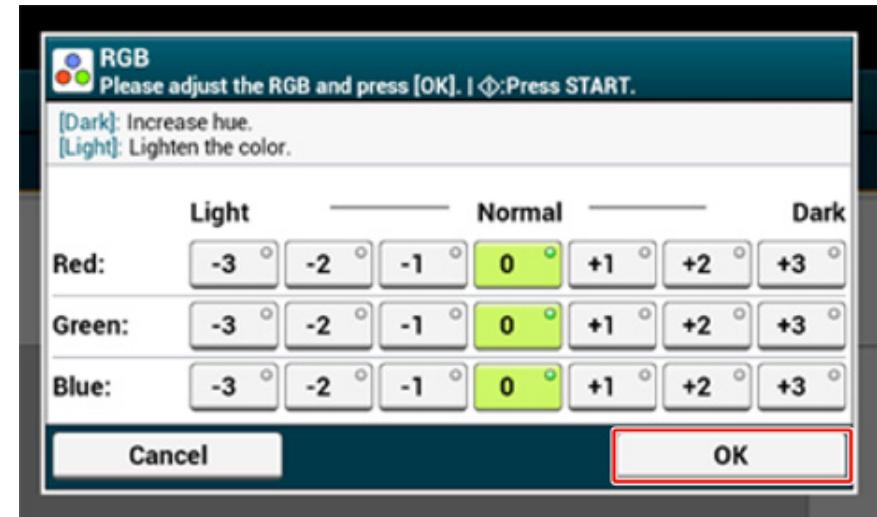 RGB
Please adjust the RGB and press [OK]. | ⟐:Press START.
[Dark]: Increase hue.
[Light]: Lighten the color.
Light Normal Dark
Red: -3 -2 -1 0 +1 +2 +3
Green: -3 -2 -1 0 +1 +2 +3
Blue: -3 -2 -1 0 +1 +2 +3
Cancel OK